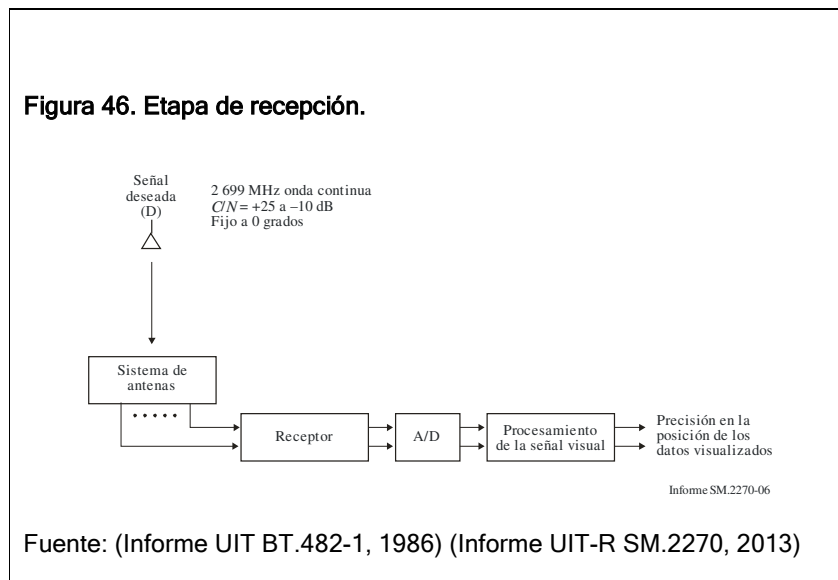 Figura 46. Etapa de recepción.
Señal
deseada
(D)
2 699 MHz onda continua
C/N = +25 a –10 dB
Fijo a 0 grados
Sistema de
antenas
Receptor
A/D
Procesamiento
de la señal visual
Precisión en la
posición de los
datos visualizados
Informe SM.2270-06
Fuente: (Informe UIT BT.482-1, 1986) (Informe UIT-R SM.2270, 2013)